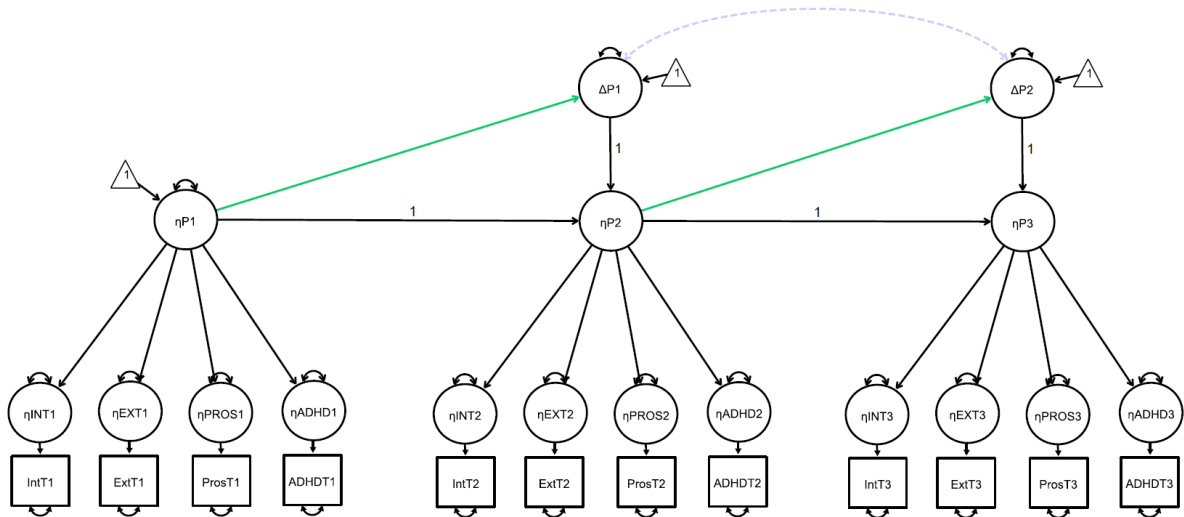 1
1
ΔP1
ΔP2
1
1
1
1
1
ηP1
ηP2
ηP3
ηINT1
ηEXT1
ηPROS1
ηADHD1
ηINT2
ηEXT2
ηPROS2
ηADHD2
ηINT3
ηEXT3
ηPROS3
ηADHD3
IntT1
ExtT1
ProsT1
ADHDT1
IntT2
ExtT2
ProsT2
ADHDT2
IntT3
ExtT3
ProsT3
ADHDT3